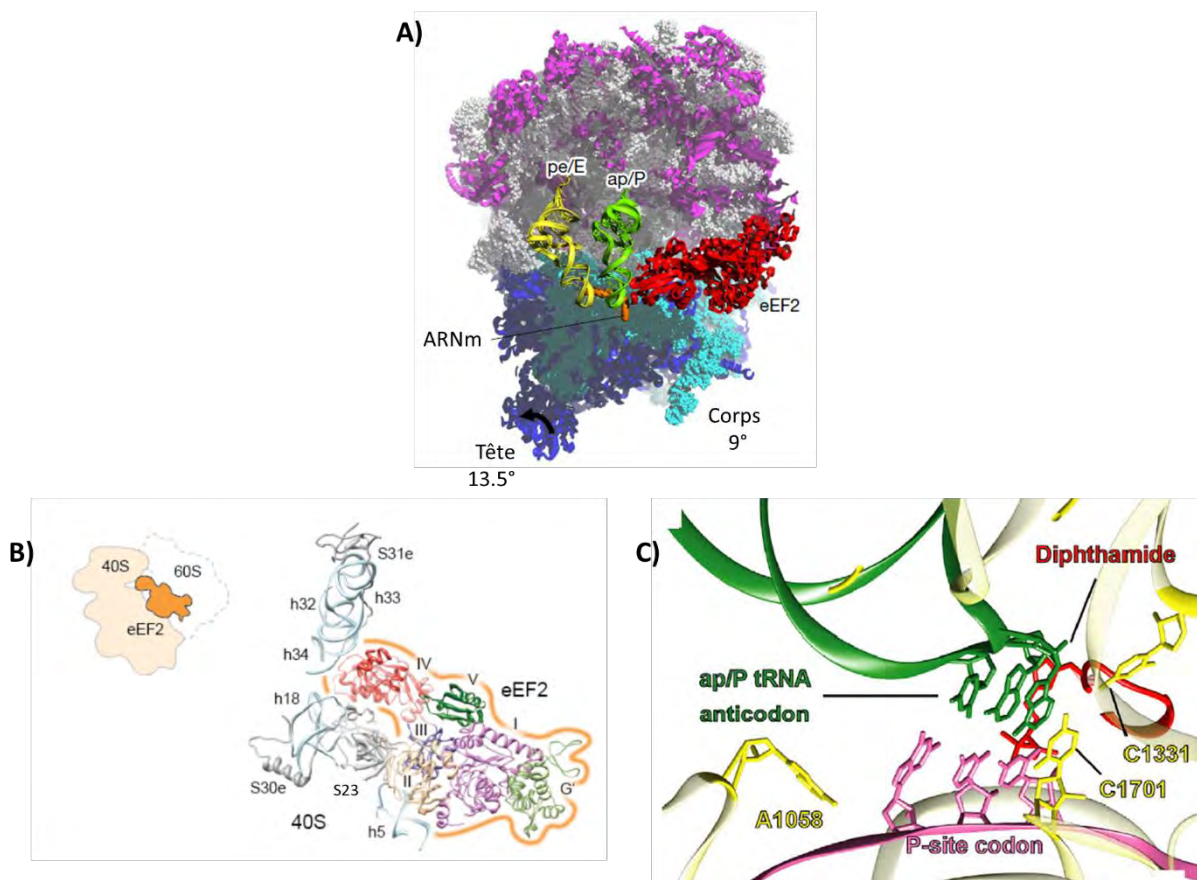 A)
pe/E
ap/P
eEF2
ARNm
Corps
9°
Tête
13.5°
B)
40S
60S
eEF2
S31e
h32
h33
h34
IV
V
eEF2
h18
III
I
II
G'
S30e
S23
40S
h5
C)
Diphthamide
ap/P tRNA
anticodon
C1331
C1701
A1058
P-site codon